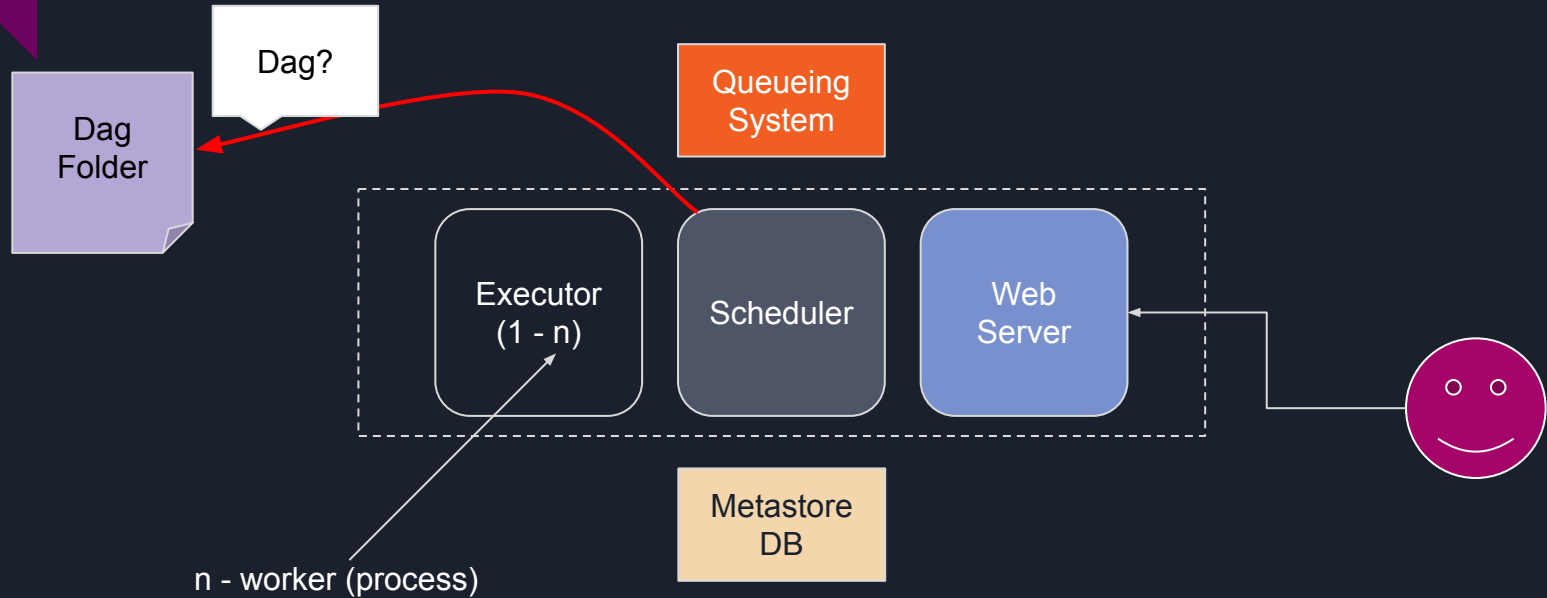 Dag?
Dag
Folder
Queueing
System
Executor
(1 - n)
Scheduler
Web
Server
Metastore
DB
n - worker (process)